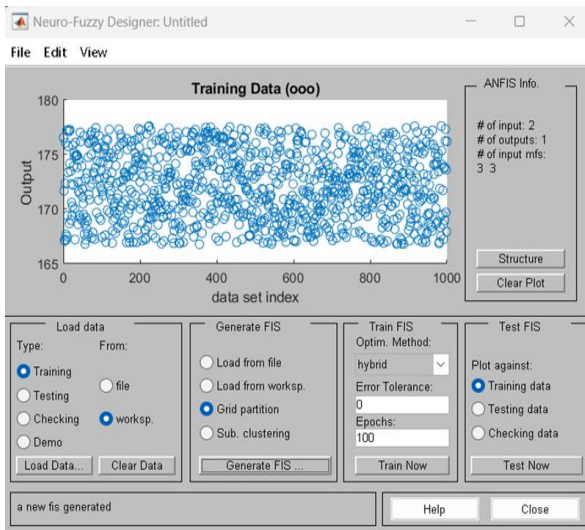 Neuro-Fuzzy Designer: Untitled
File Edit View
Training Data (ooo)
180
175
170
165
Output
0 200 400 600 800 1000
data set index
ANFIS Info.
# of input: 2
# of outputs: 1
# of input mfs:
3 3
Structure
Clear Plot
Load data
Type: From:
Training
file
Testing
Checking
worksp.
Demo
Load Data... Clear Data
Generate FIS
Load from file
Load from worksp.
Grid partition
Sub. clustering
Generate FIS ...
Train FIS
Optim. Method:
hybrid
Error Tolerance:
0
Epochs:
100
Train Now
Test FIS
Plot against:
Training data
Testing data
Checking data
Test Now
a new fis generated
Help Close